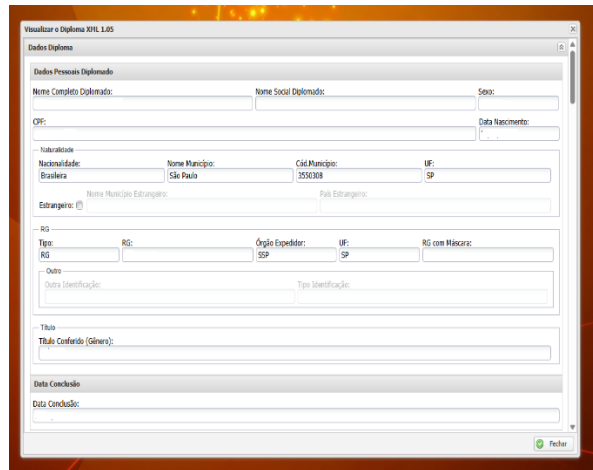 Visualizar o Diploma XML 1.05
Dados Diploma
Dados Pessoais Diplomado
Nome Completo Diplomado: Nome Social Diplomado: Sexo:
CPF: Data Nascimento:
Naturalidade
Nacionalidade: Nome Município: Cód.Município: UF:
Brasileira São Paulo 3550308 SP
Nome Município Estrangeiro: País Estrangeiro:
Estrangeiro:
RG
Tipo: RG: Órgão Expedidor: UF: RG com Máscara:
RG SSP SP
Outro
Outra Identificação: Tipo Identificação:
Título
Título Conferido (Gênero):
Data Conclusão
Data Conclusão:
Fechar